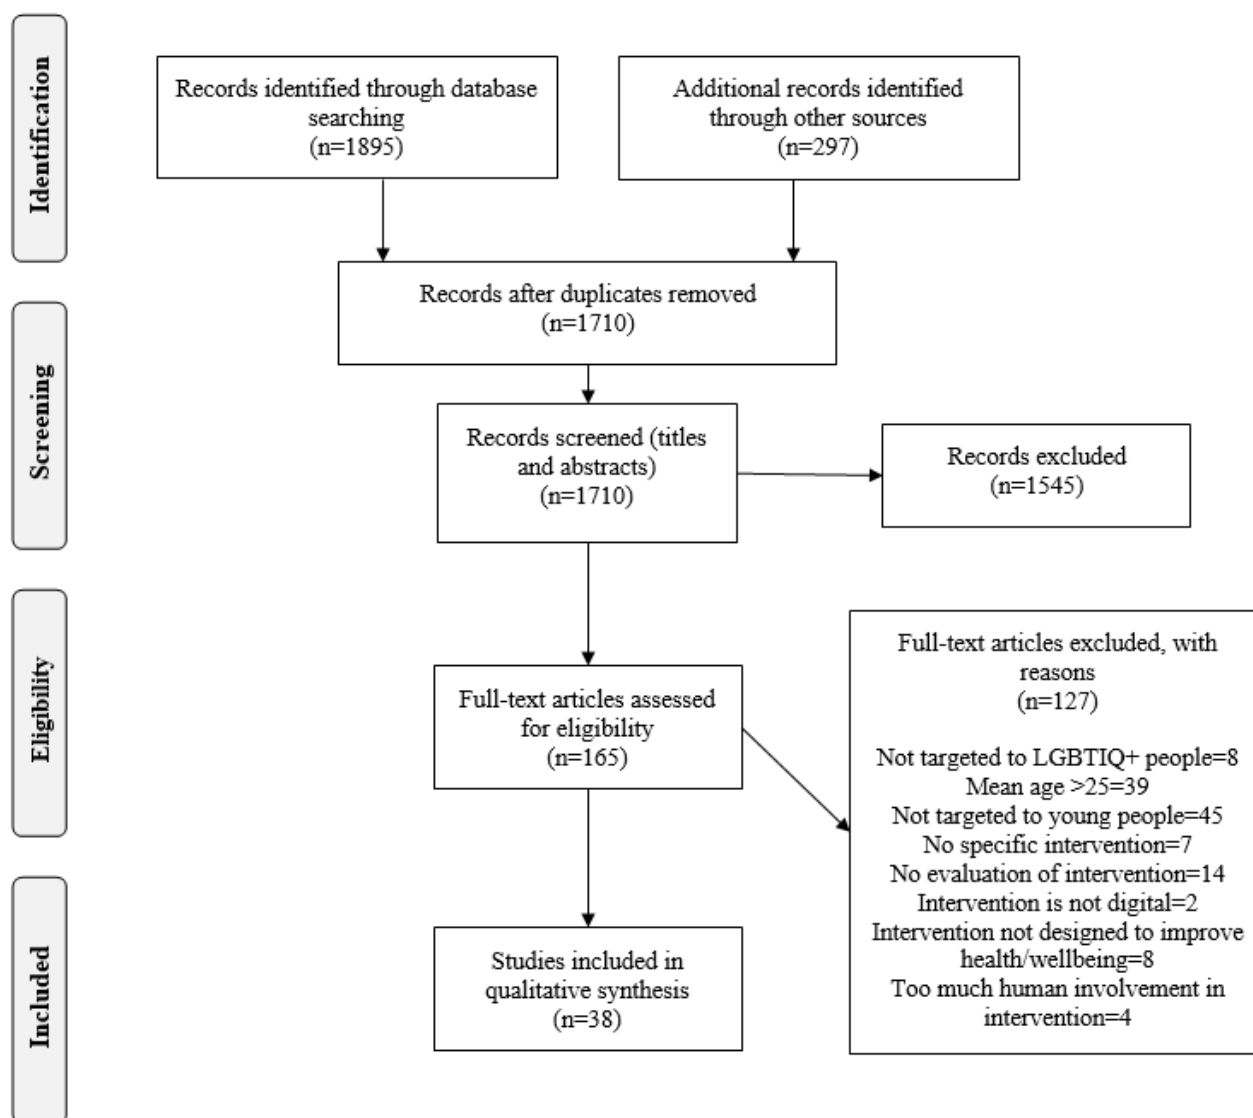 Identification
Records identified through database
searching
(n=1895)
Additional records identified
through other sources
(n=297)
Records after duplicates removed
(n=1710)
Screening
Records screened (titles
and abstracts)
(n=1710)
Records excluded
(n=1545)
Eligibility
Full-text articles assessed
for eligibility
(n=165)
Full-text articles excluded, with
reasons
(n=127)
Not targeted to LGBTIQ+ people=8
Mean age >25=39
Not targeted to young people=45
No specific intervention=7
No evaluation of intervention=14
Intervention is not digital=2
Intervention not designed to improve
health/wellbeing=8
Too much human involvement in
intervention=4
Included
Studies included in
qualitative synthesis
(n=38)